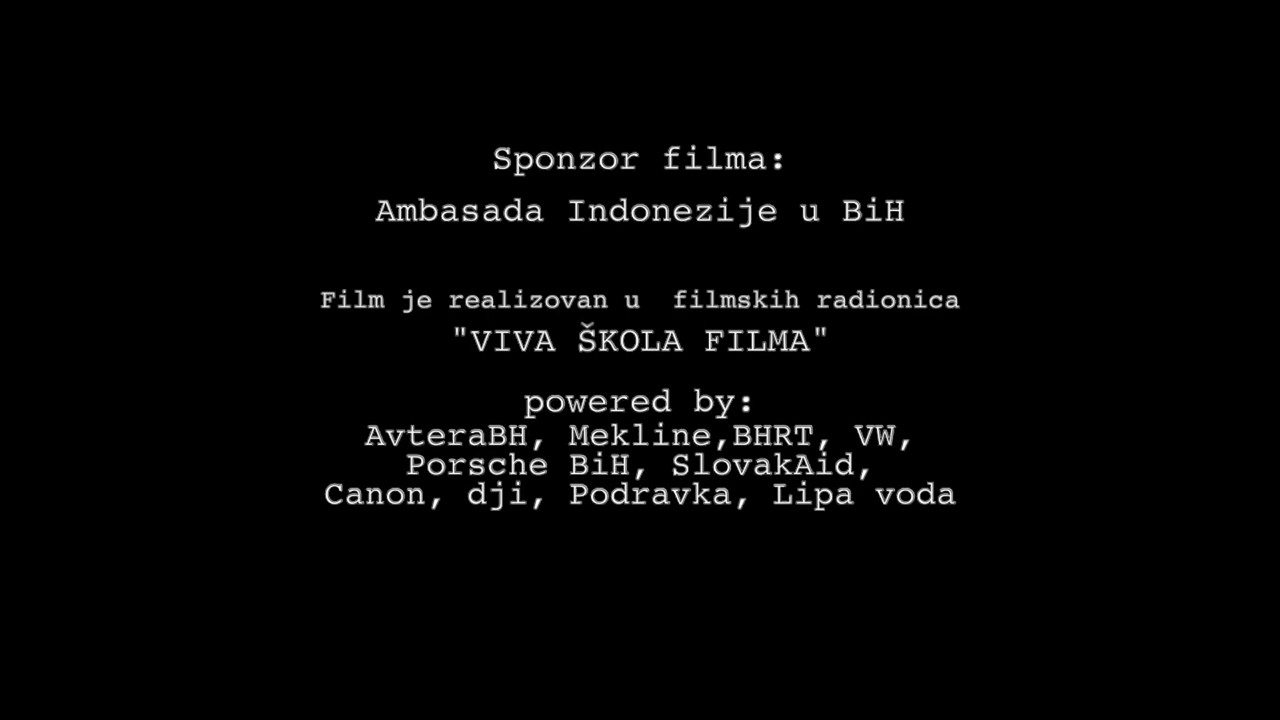 Sponzor filma:
Ambasada Indonezije u BiH
Film je realizovan u  filmskih radionica
"VIVA ŠKOLA FILMA"
powered by:
AvteraBH, Mekline,BHRT, VW,
Porsche BiH, SlovakAid,
Canon, dji, Podravka, Lipa voda